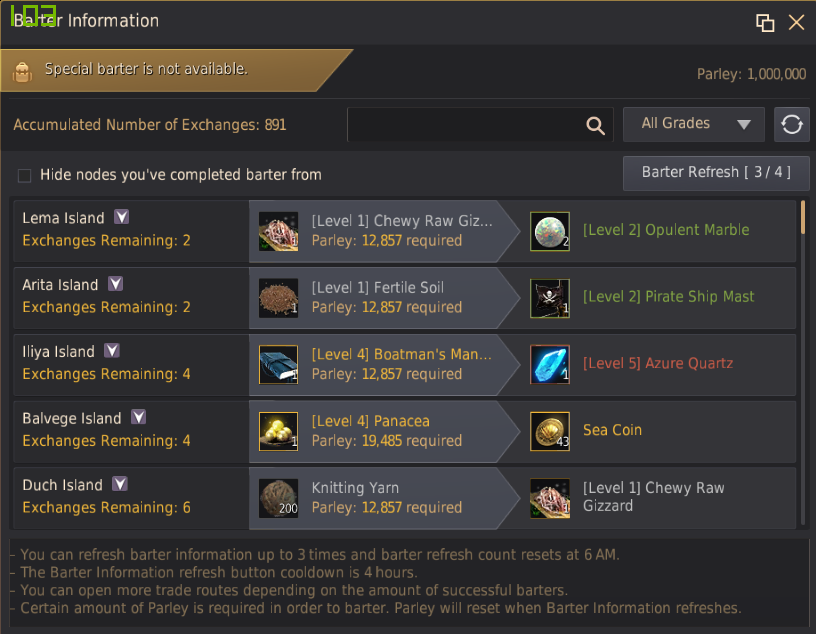 103
Barter Information
Special barter is not available.
Parley: 1,000,000
Accumulated Number of Exchanges: 891
All Grades
Hide nodes you've completed barter from
Barter Refresh [ 3 / 4 ]
Lema Island
Exchanges Remaining: 2
[Level 1] Chewy Raw Giz...
Parley: 12,857 required
2
[Level 2] Opulent Marble
Arita Island
Exchanges Remaining: 2
1
[Level 1] Fertile Soil
Parley: 12,857 required
1
[Level 2] Pirate Ship Mast
Iliya Island
Exchanges Remaining: 4
1
[Level 4] Boatman's Man...
Parley: 12,857 required
1
[Level 5] Azure Quartz
Balvege Island
Exchanges Remaining: 4
1
[Level 4] Panacea
Parley: 19,485 required
43
Sea Coin
Duch Island
Exchanges Remaining: 6
200
Knitting Yarn
Parley: 12,857 required
1
[Level 1] Chewy Raw
Gizzard
- You can refresh barter information up to 3 times and barter refresh count resets at 6 AM.
- The Barter Information refresh button cooldown is 4 hours.
- You can open more trade routes depending on the amount of successful barters.
- Certain amount of Parley is required in order to barter. Parley will reset when Barter Information refreshes.